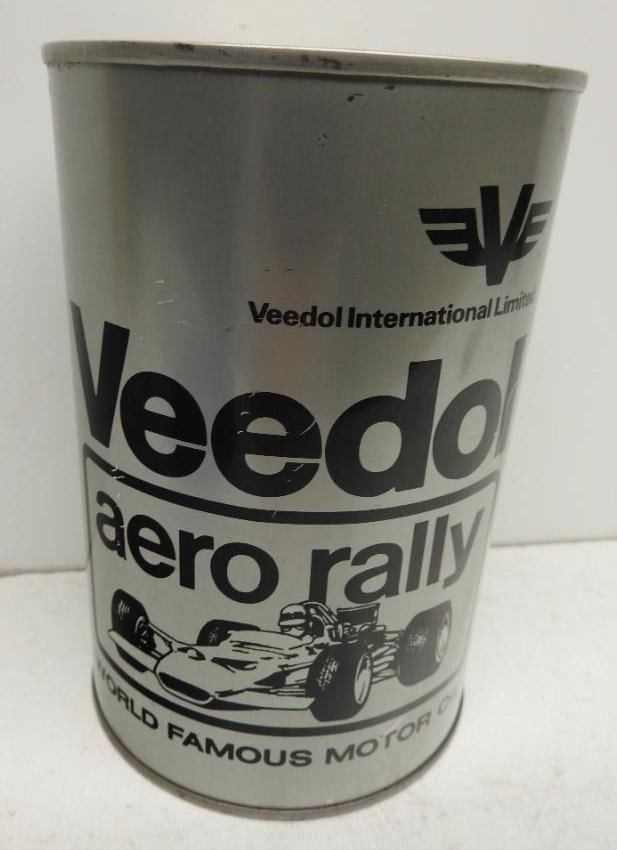 V
Veedol International Limited
Veedol
aero rally
WORLD FAMOUS MOTOR